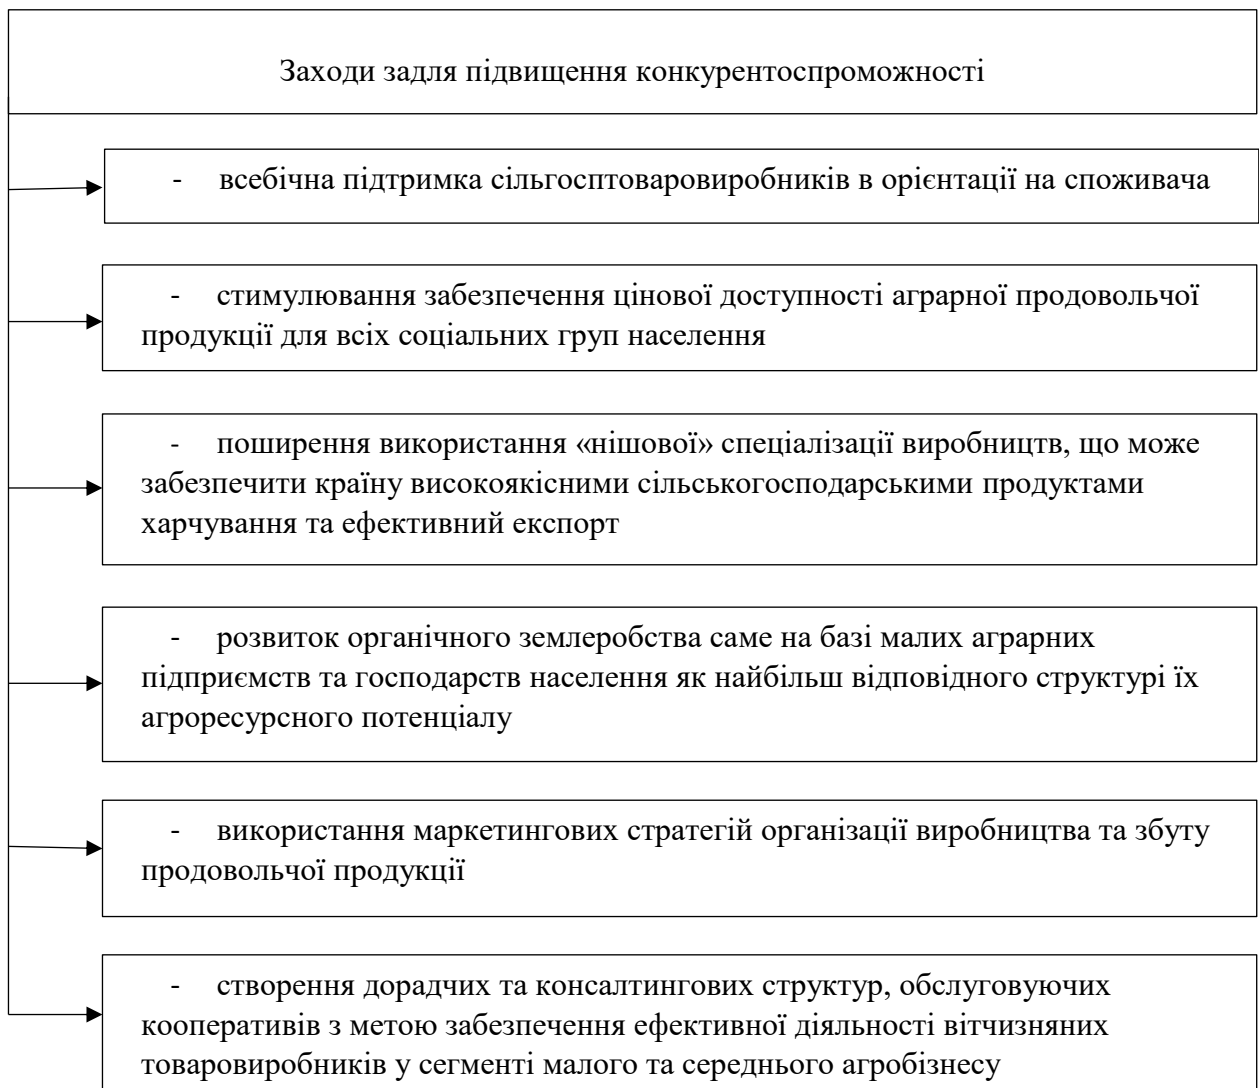 Заходи задля підвищення конкурентоспроможності
- всебічна підтримка сільгосптоваровиробників в орієнтації на споживача
- стимулювання забезпечення цінової доступності аграрної продовольчої
продукції для всіх соціальних груп населення
- поширення використання «нішової» спеціалізації виробництв, що може
забезпечити країну високоякісними сільськогосподарськими продуктами
харчування та ефективний експорт
- розвиток органічного землеробства саме на базі малих аграрних
підприємств та господарств населення як найбільш відповідного структурі їх
агроресурсного потенціалу
- використання маркетингових стратегій організації виробництва та збуту
продовольчої продукції
- створення дорадчих та консалтингових структур, обслуговуючих
кооперативів з метою забезпечення ефективної діяльності вітчизняних
товаровиробників у сегменті малого та середнього агробізнесу